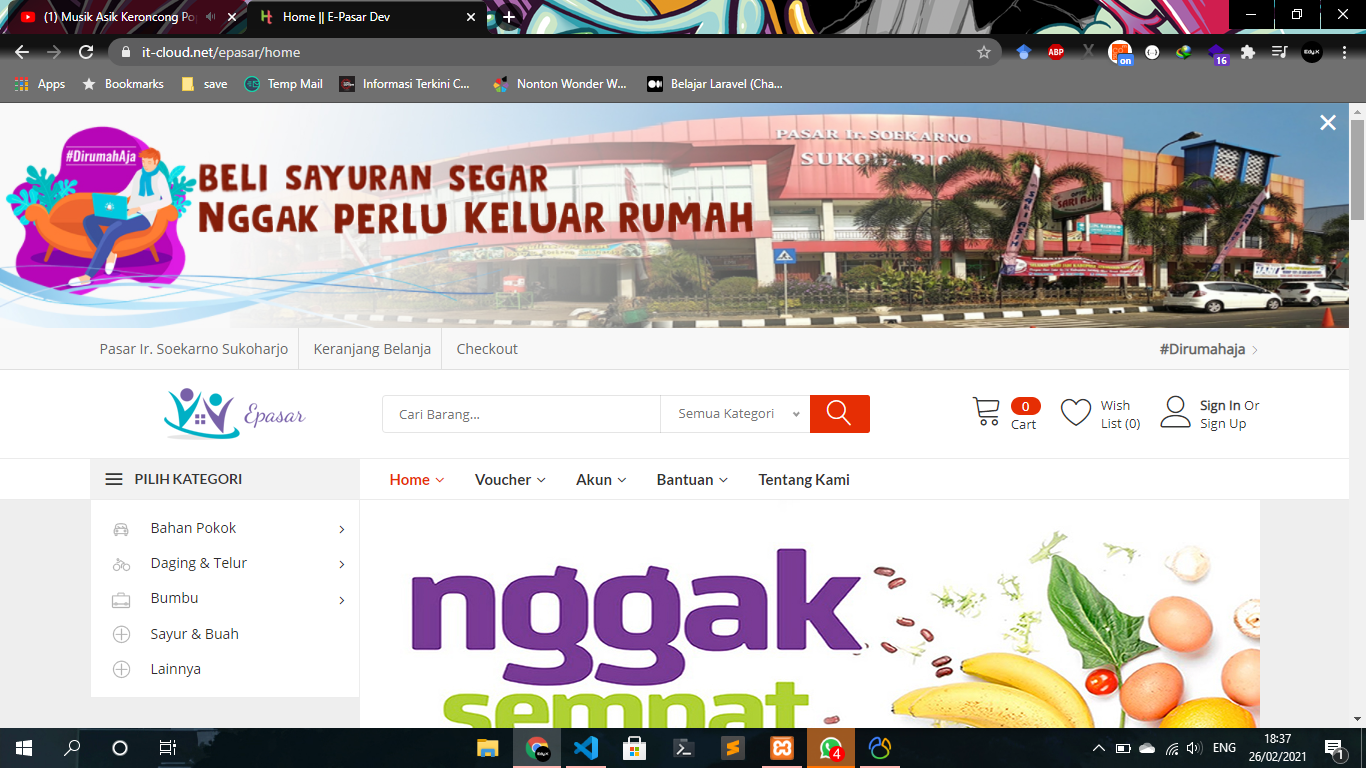 (1) Musik Asik Keroncong Po
Home || E-Pasar Dev
it-cloud.net/epasar/home
ABP
on
16
Edy.K
Apps
Bookmarks
save
Temp Mail
Informasi Terkini C...
Nonton Wonder W...
Belajar Laravel (Cha...
#DirumahAja
BELI SAYURAN SEGAR
NGGAK PERLU KELUAR RUMAH
PASAR Ir. SOEKARNO
SUKOHARJO
SARI ASIH
Pasar Ir. Soekarno Sukoharjo
Keranjang Belanja
Checkout
#Dirumahaja
Epasar
Cari Barang...
Semua Kategori
0
Cart
Wish
List (0)
Sign In Or
Sign Up
PILIH KATEGORI
Home
Voucher
Akun
Bantuan
Tentang Kami
Bahan Pokok
Daging & Telur
Bumbu
Sayur & Buah
Lainnya
nggak
sempat
4
ENG
18:37
26/02/2021
1